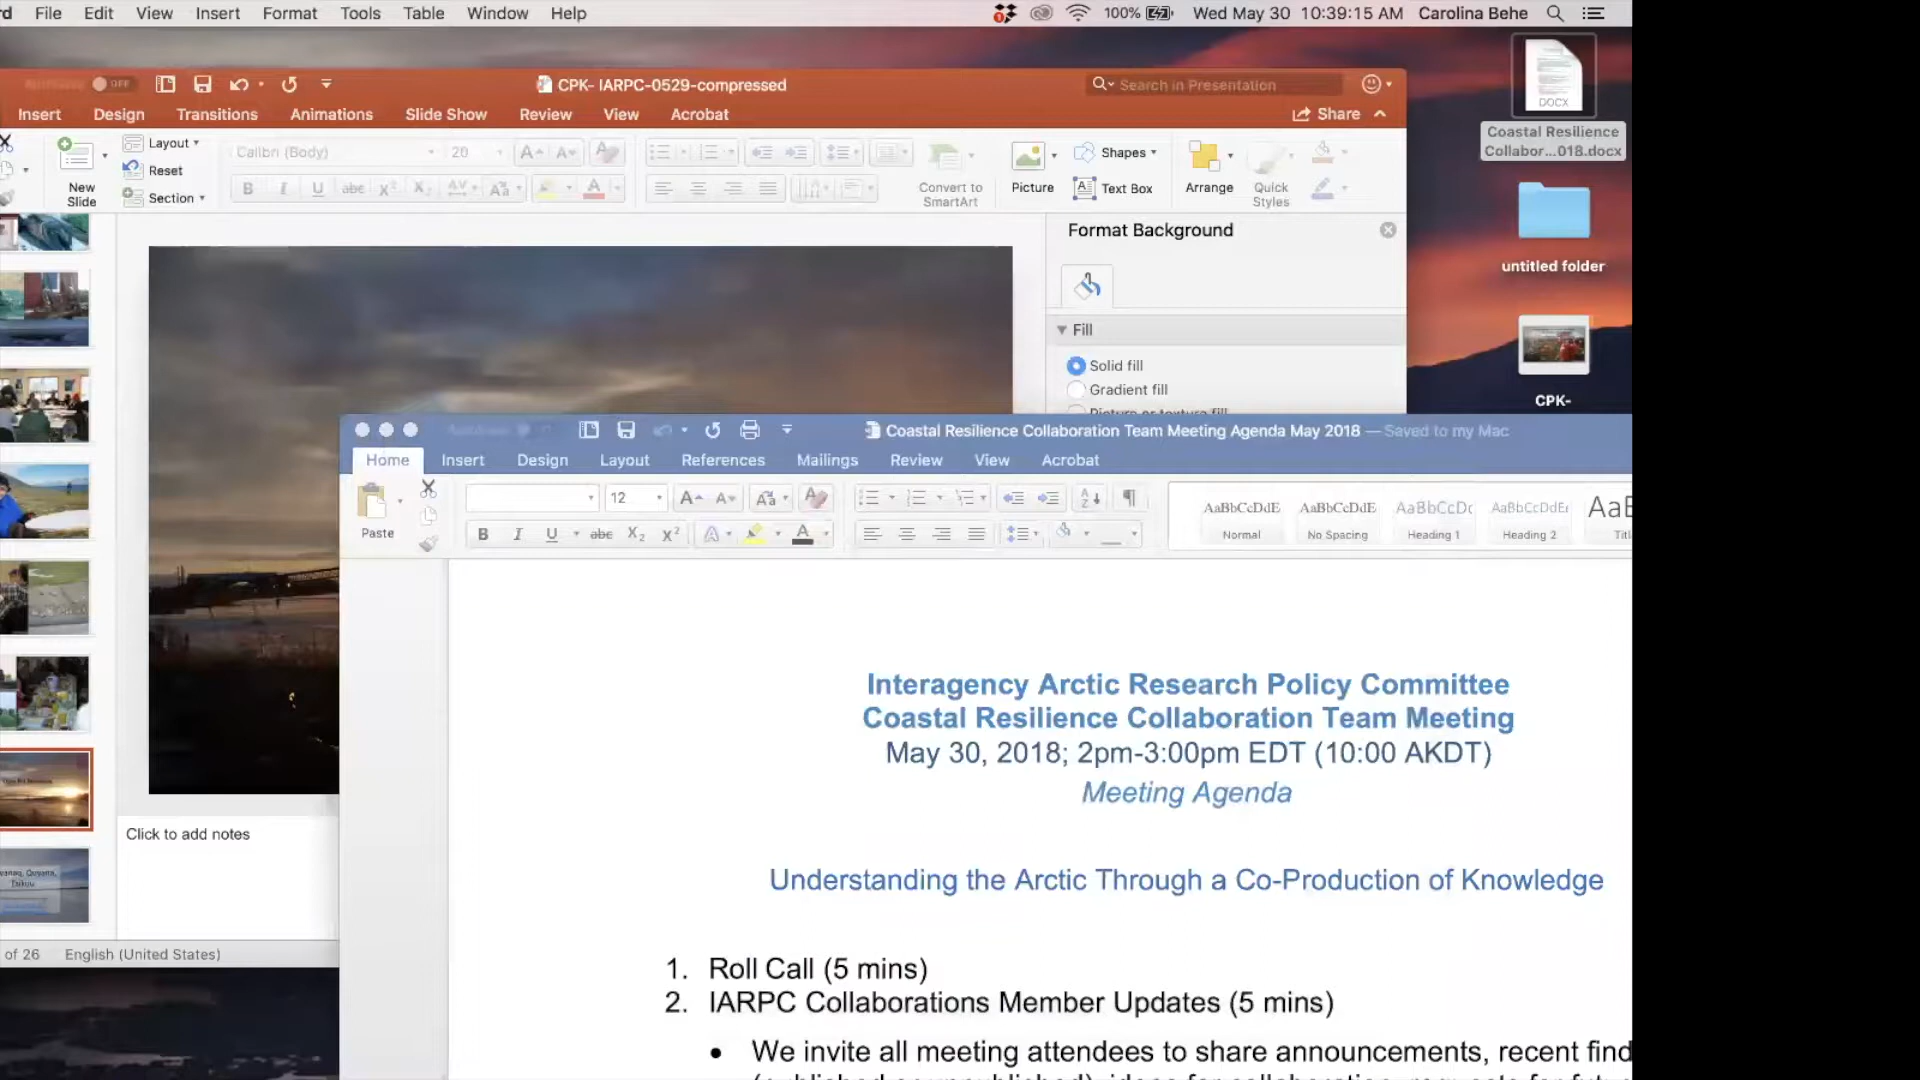 File Edit View Insert Format Tools Table Window Help
100% Wed May 30 10:39:15 AM Carolina Behe
OFF
CPK- IARPC-0529-compressed
Search in Presentation
Insert Design Transitions Animations Slide Show Review View Acrobat
Share
New Slide
Layout
Reset
Section
Calibri (Body) 20
Convert to SmartArt
Picture
Shapes
Text Box
Arrange
Quick Styles
Format Background
Fill
Solid fill
Gradient fill
Picture or texture fill
DOCX
Coastal Resilience
Collabor...018.docx
untitled folder
CPK-
Coastal Resilience Collaboration Team Meeting Agenda May 2018 — Saved to my Mac
Home Insert Design Layout References Mailings Review View Acrobat
Paste
12
AaBbCcDdE AaBbCcDdE AaBbCcDc AaBbCcDdE AaB
Normal No Spacing Heading 1 Heading 2 Titl
Interagency Arctic Research Policy Committee
Coastal Resilience Collaboration Team Meeting
May 30, 2018; 2pm-3:00pm EDT (10:00 AKDT)
Meeting Agenda
Understanding the Arctic Through a Co-Production of Knowledge
1. Roll Call (5 mins)
2. IARPC Collaborations Member Updates (5 mins)
• We invite all meeting attendees to share announcements, recent find
Click to add notes
of 26 English (United States)